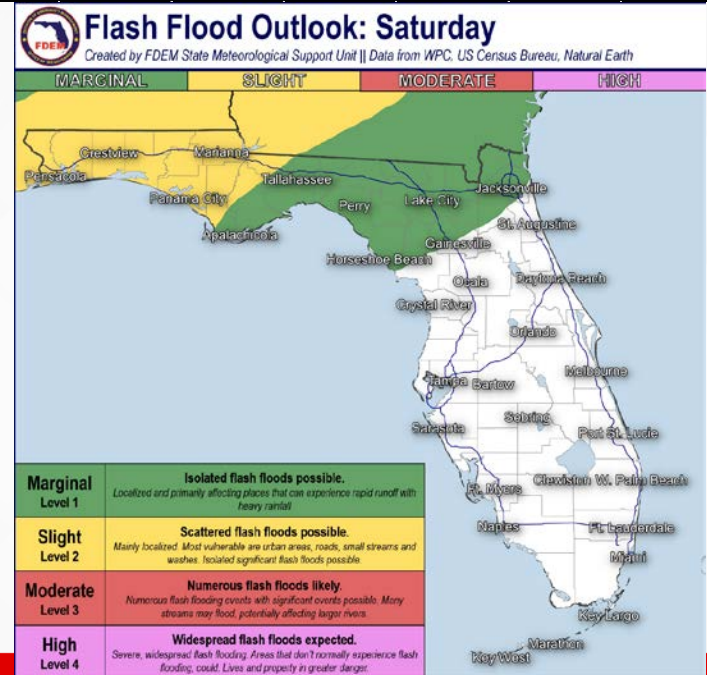 FDEM
Flash Flood Outlook: Saturday
Created by FDEM State Meteorological Support Unit || Data from WPC, US Census Bureau, Natural Earth
MARGINAL SLIGHT MODERATE HIGH
Crestview
Marianna
Pensacola
Tallahassee
Panama City
Jacksonville
Perry
Lake City
Apalachicola
St. Augustine
Gainesville
Horseshoe Beach
Ocala
Daytona Beach
Crystal River
Orlando
Tampa
Bartow
Melbourne
Sebring
Sarasota
Port St. Lucie
Clewiston
W. Palm Beach
Ft. Myers
Naples
Ft. Lauderdale
Miami
Key Largo
Marathon
Key West
Marginal
Level 1
Isolated flash floods possible.
Localized and primarily affecting places that can experience rapid runoff with
heavy rainfall
Slight
Level 2
Scattered flash floods possible.
Mainly localized. Most vulnerable are urban areas, roads, small streams and
washes. Isolated significant flash floods possible.
Moderate
Level 3
Numerous flash floods likely.
Numerous flash flooding events with significant events possible. Many
streams may flood, potentially affecting larger rivers.
High
Level 4
Widespread flash floods expected.
Severe, widespread flash flooding. Areas that don't normally experience flash
flooding, could. Lives and property in greater danger.